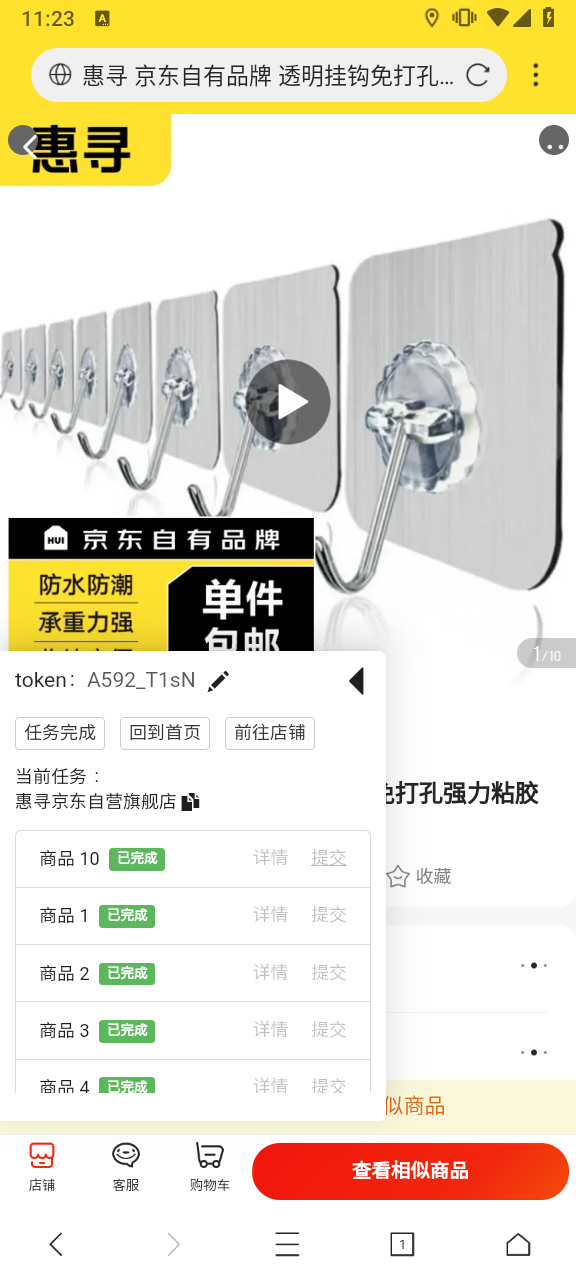 11:23
惠寻 京东自有品牌 透明挂钩免打孔...
惠寻
HUI 京东自有品牌
防水防潮
承重力强
单件
包邮
1/10
token： A592_T1sN
任务完成 回到首页 前往店铺
当前任务：
惠寻京东自营旗舰店
打孔强力粘胶
收藏
商品 10 已完成 详情 提交
商品 1 已完成 详情 提交
商品 2 已完成 详情 提交
商品 3 已完成 详情 提交
商品 4 已完成 详情 提交
似商品
店铺 客服 购物车 查看相似商品
1